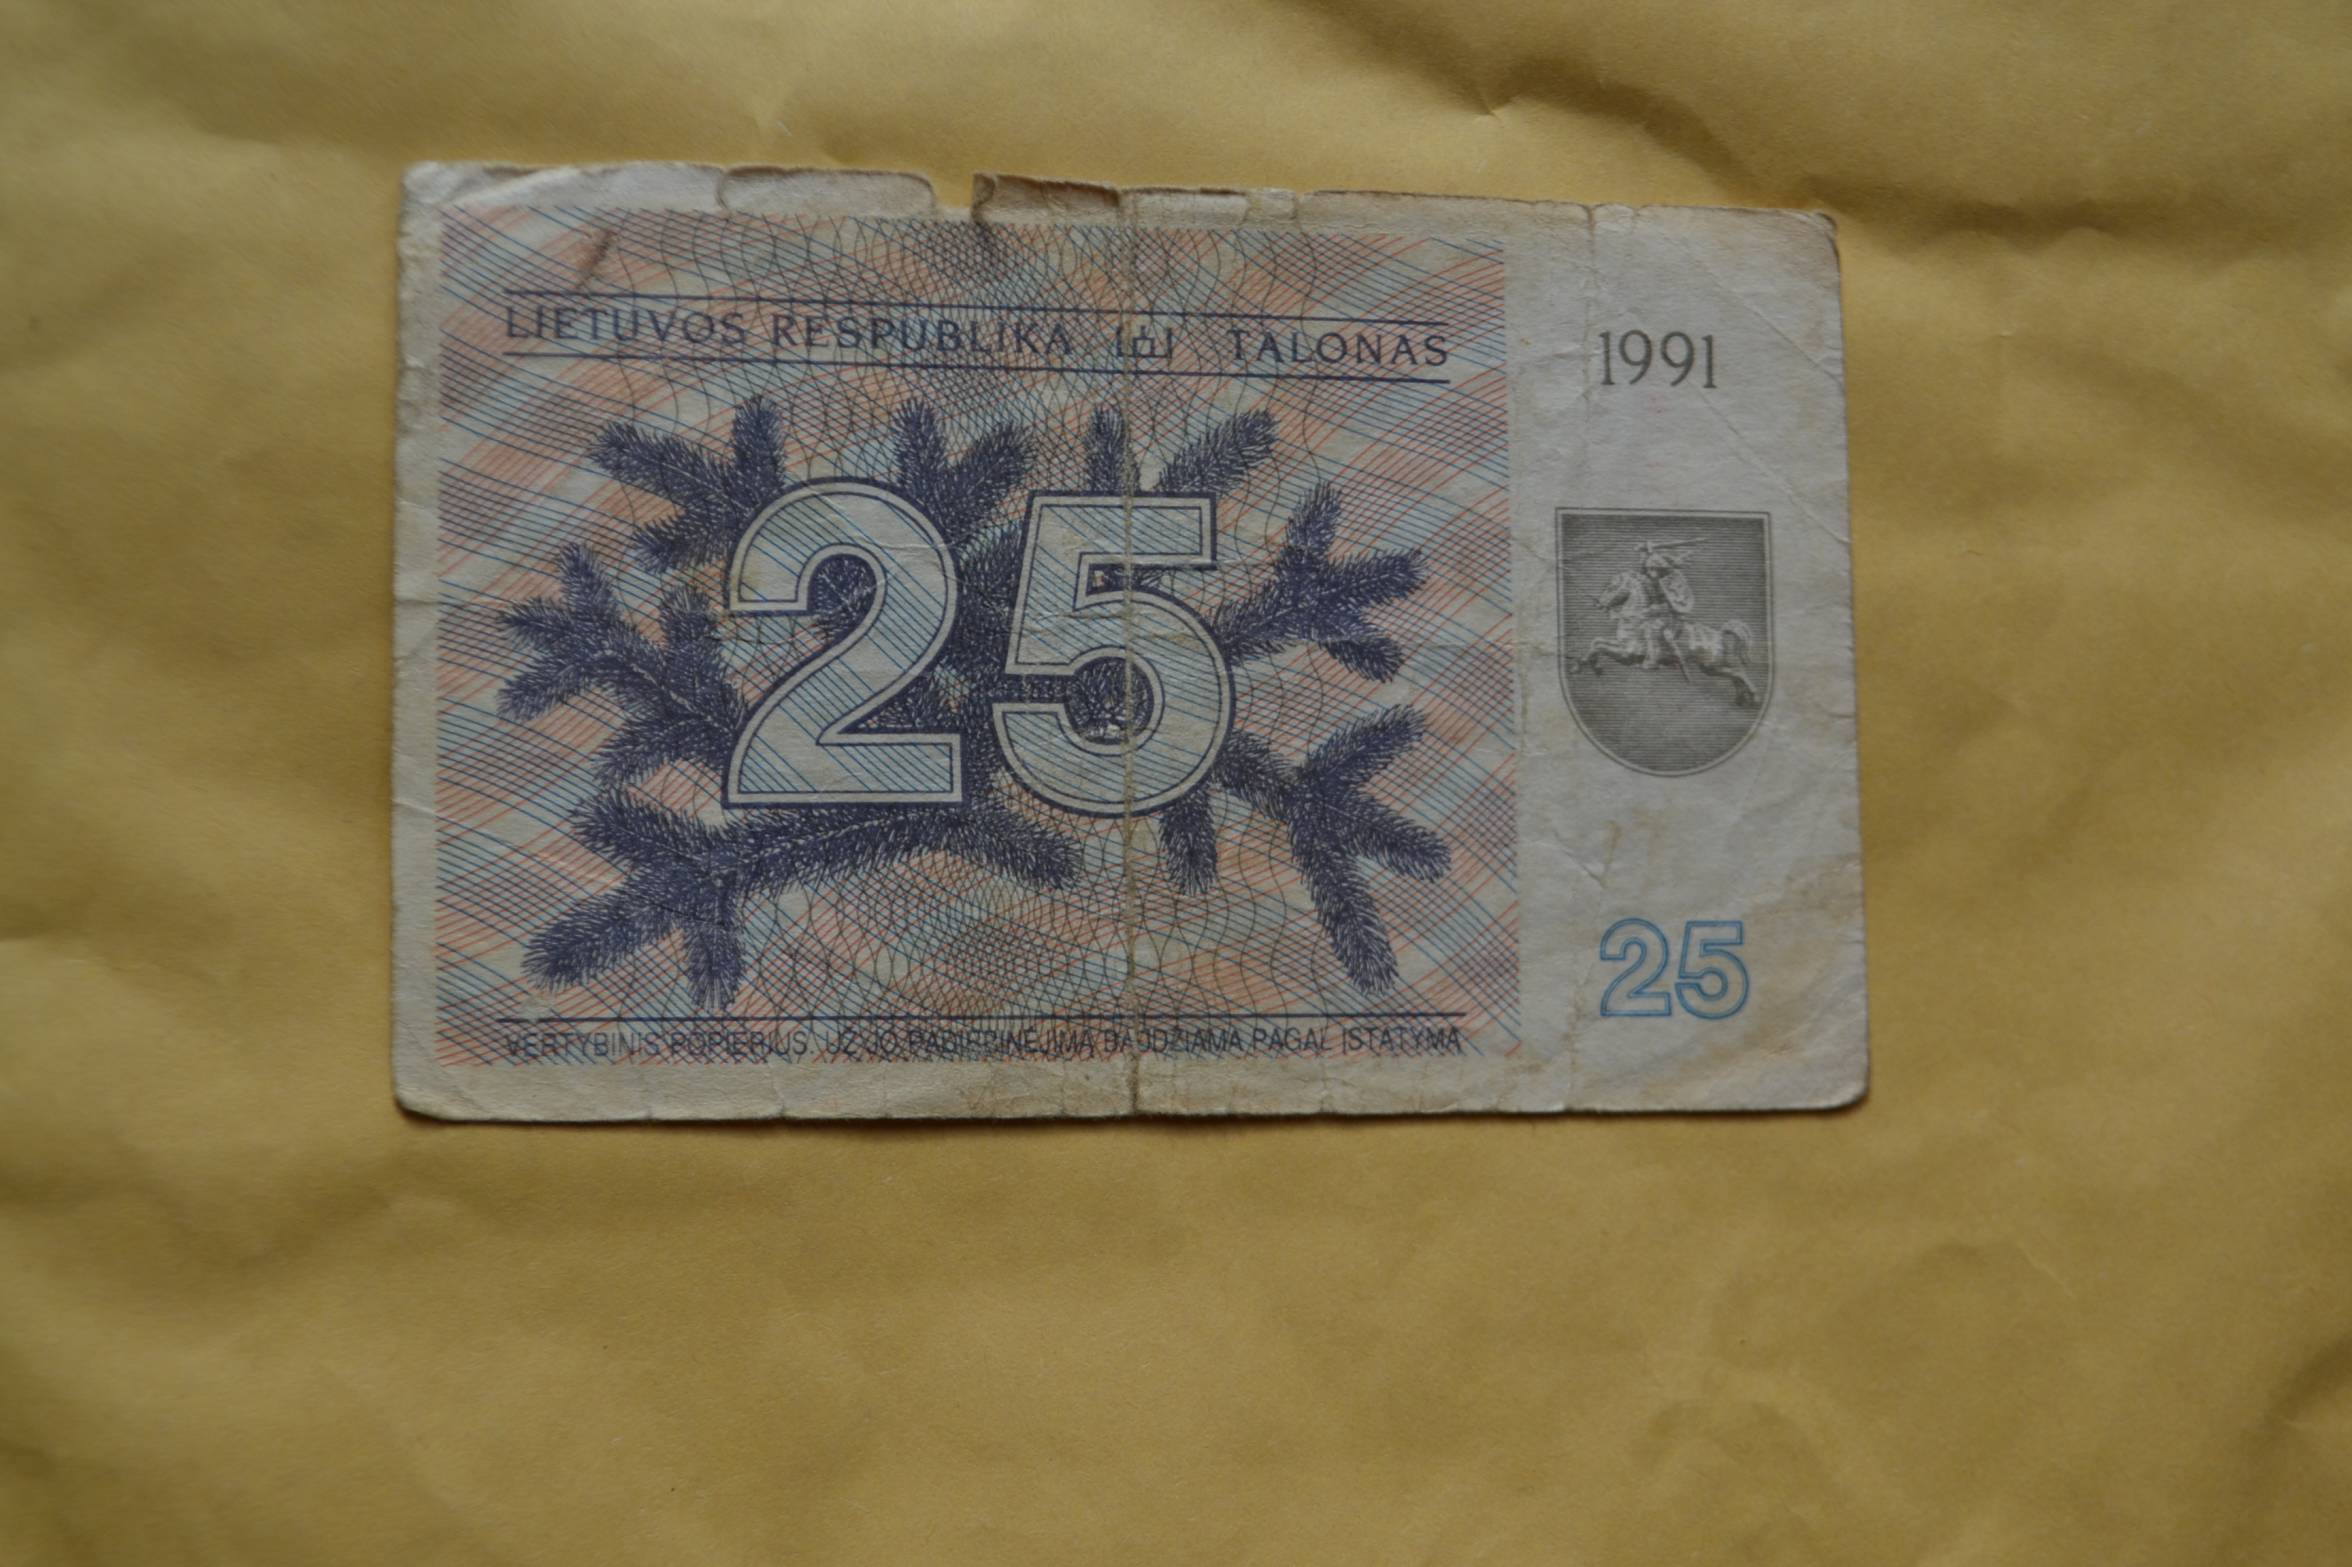 LIETUVOS RESPUBLIKA TALONAS
1991
25
25
VERTYBINIS POPIERIUS. UŽ JO PADIRBINĖJIMĄ BAUDŽIAMA PAGAL ĮSTATYMĄ